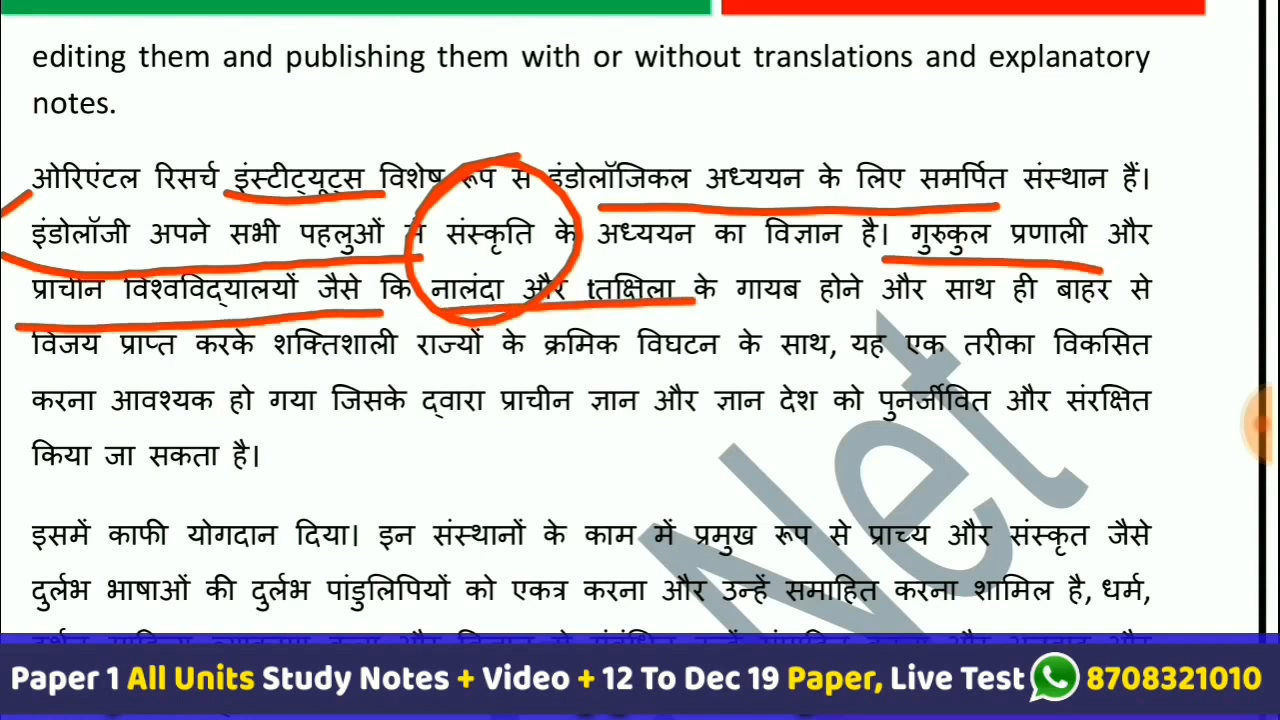 editing them and publishing them with or without translations and explanatory
notes.
ओरिएंटल रिसर्च इंस्टीट्यूट्स विशेष रूप से इंडोलॉजिकल अध्ययन के लिए समर्पित संस्थान हैं।
इंडोलॉजी अपने सभी पहलुओं में संस्कृति के अध्ययन का विज्ञान है। गुरुकुल प्रणाली और
प्राचीन विश्वविद्यालयों जैसे कि नालंदा और tतक्षिला के गायब होने और साथ ही बाहर से
विजय प्राप्त करके शक्तिशाली राज्यों के क्रमिक विघटन के साथ, यह एक तरीका विकसित
करना आवश्यक हो गया जिसके द्वारा प्राचीन ज्ञान और ज्ञान देश को पुनर्जीवित और संरक्षित
किया जा सकता है।
इसमें काफी योगदान दिया। इन संस्थानों के काम में प्रमुख रूप से प्राच्य और संस्कृत जैसे
दुर्लभ भाषाओं की दुर्लभ पांडुलिपियों को एकत्र करना और उन्हें समाहित करना शामिल है, धर्म,
Net
Paper 1 All Units Study Notes + Video + 12 To Dec 19 Paper, Live Test 8708321010